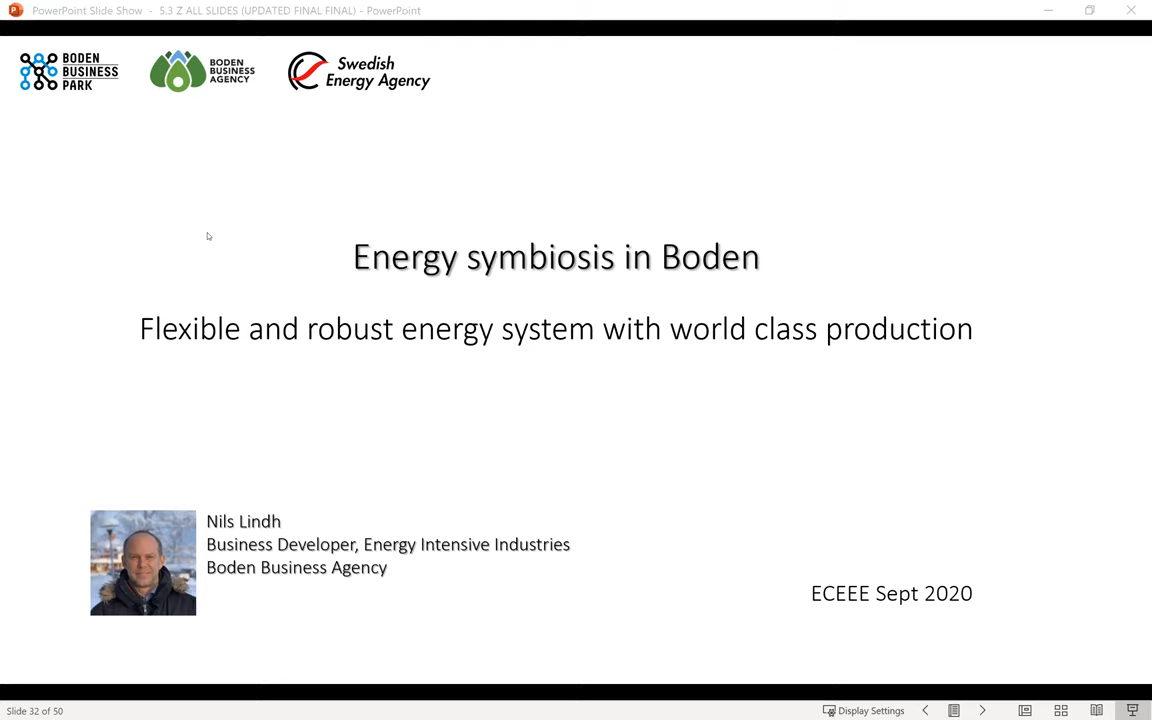 PowerPoint Slide Show - 5.3 Z ALL SLIDES (UPDATED FINAL FINAL) - PowerPoint
BODEN
BUSINESS
PARK
BODEN
BUSINESS
AGENCY
Swedish
Energy Agency
Energy symbiosis in Boden
Flexible and robust energy system with world class production
Nils Lindh
Business Developer, Energy Intensive Industries
Boden Business Agency
ECEEE Sept 2020
Slide 32 of 50
Display Settings